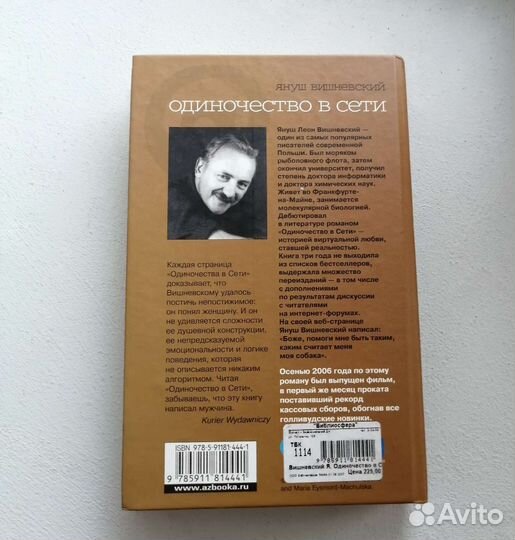 ЯНУШ ВИШНЕВСКИЙ
ОДИНОЧЕСТВО В СЕТИ
Януш Леон Вишневский —
один из самых популярных
писателей современной
Польши. Был моряком
рыболовного флота, затем
окончил университет, получил
степень доктора информатики
и доктора химических наук.
Живет во Франкфурте-
на-Майне, занимается
молекулярной биологией.
Дебютировал
в литературе романом
«Одиночество в Сети» —
историей виртуальной любви,
ставшей реальностью.
Книга три года не выходила
из списков бестселлеров,
выдержала множество
переизданий — в том числе
с дополнениями
по результатам дискуссии
с читателями
на интернет-форумах.
На своей веб-странице
Януш Вишневский написал:
«Боже, помоги мне быть таким,
каким считает меня
моя собака».
Каждая страница
«Одиночества в Сети»
доказывает, что
Вишневскому удалось
постичь непостижимое:
он понял женщину. И он
не удивляется сложности
ее душевной конструкции,
ее непредсказуемой
эмоциональности и логике
поведения, которая
не описывается никаким
алгоритмом. Читая
«Одиночество в Сети»,
забываешь, что эту книгу
написал мужчина.
Kurier Wydawniczy
Осенью 2006 года по этому
роману был выпущен фильм,
в первый же месяц проката
поставивший рекорд
кассовых сборов, обогнав все
голливудские новинки.
ISBN 978-5-91181-444-1
9 785911 814441
www.azbooka.ru
"Библиосфера"
ТБК
1114
9 785911 814441
Вишневский Я. Одиночество в С
Цена 225,00
and Maria Eysmont-Machulska.
Avito